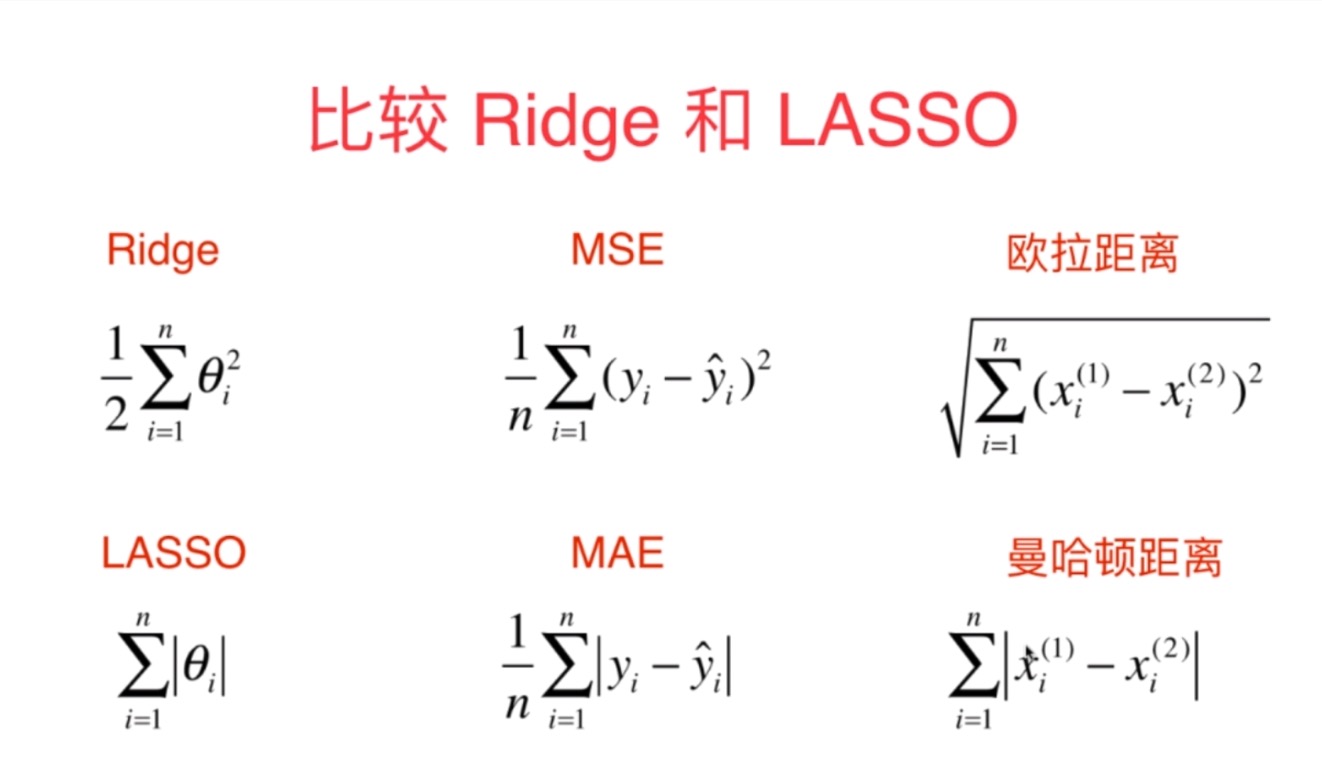 比较 Ridge 和 LASSO
Ridge
MSE
欧拉距离
$\frac{1}{2}\sum_{i=1}^{n}\theta_i^2$
$\frac{1}{n}\sum_{i=1}^{n}(y_i-\hat{y}_i)^2$
$\sqrt{\sum_{i=1}^{n}(x_i^{(1)}-x_i^{(2)})^2}$
LASSO
MAE
曼哈顿距离
$\sum_{i=1}^{n}|\theta_i|$
$\frac{1}{n}\sum_{i=1}^{n}|y_i-\hat{y}_i|$
$\sum_{i=1}^{n}|x_i^{(1)}-x_i^{(2)}|$